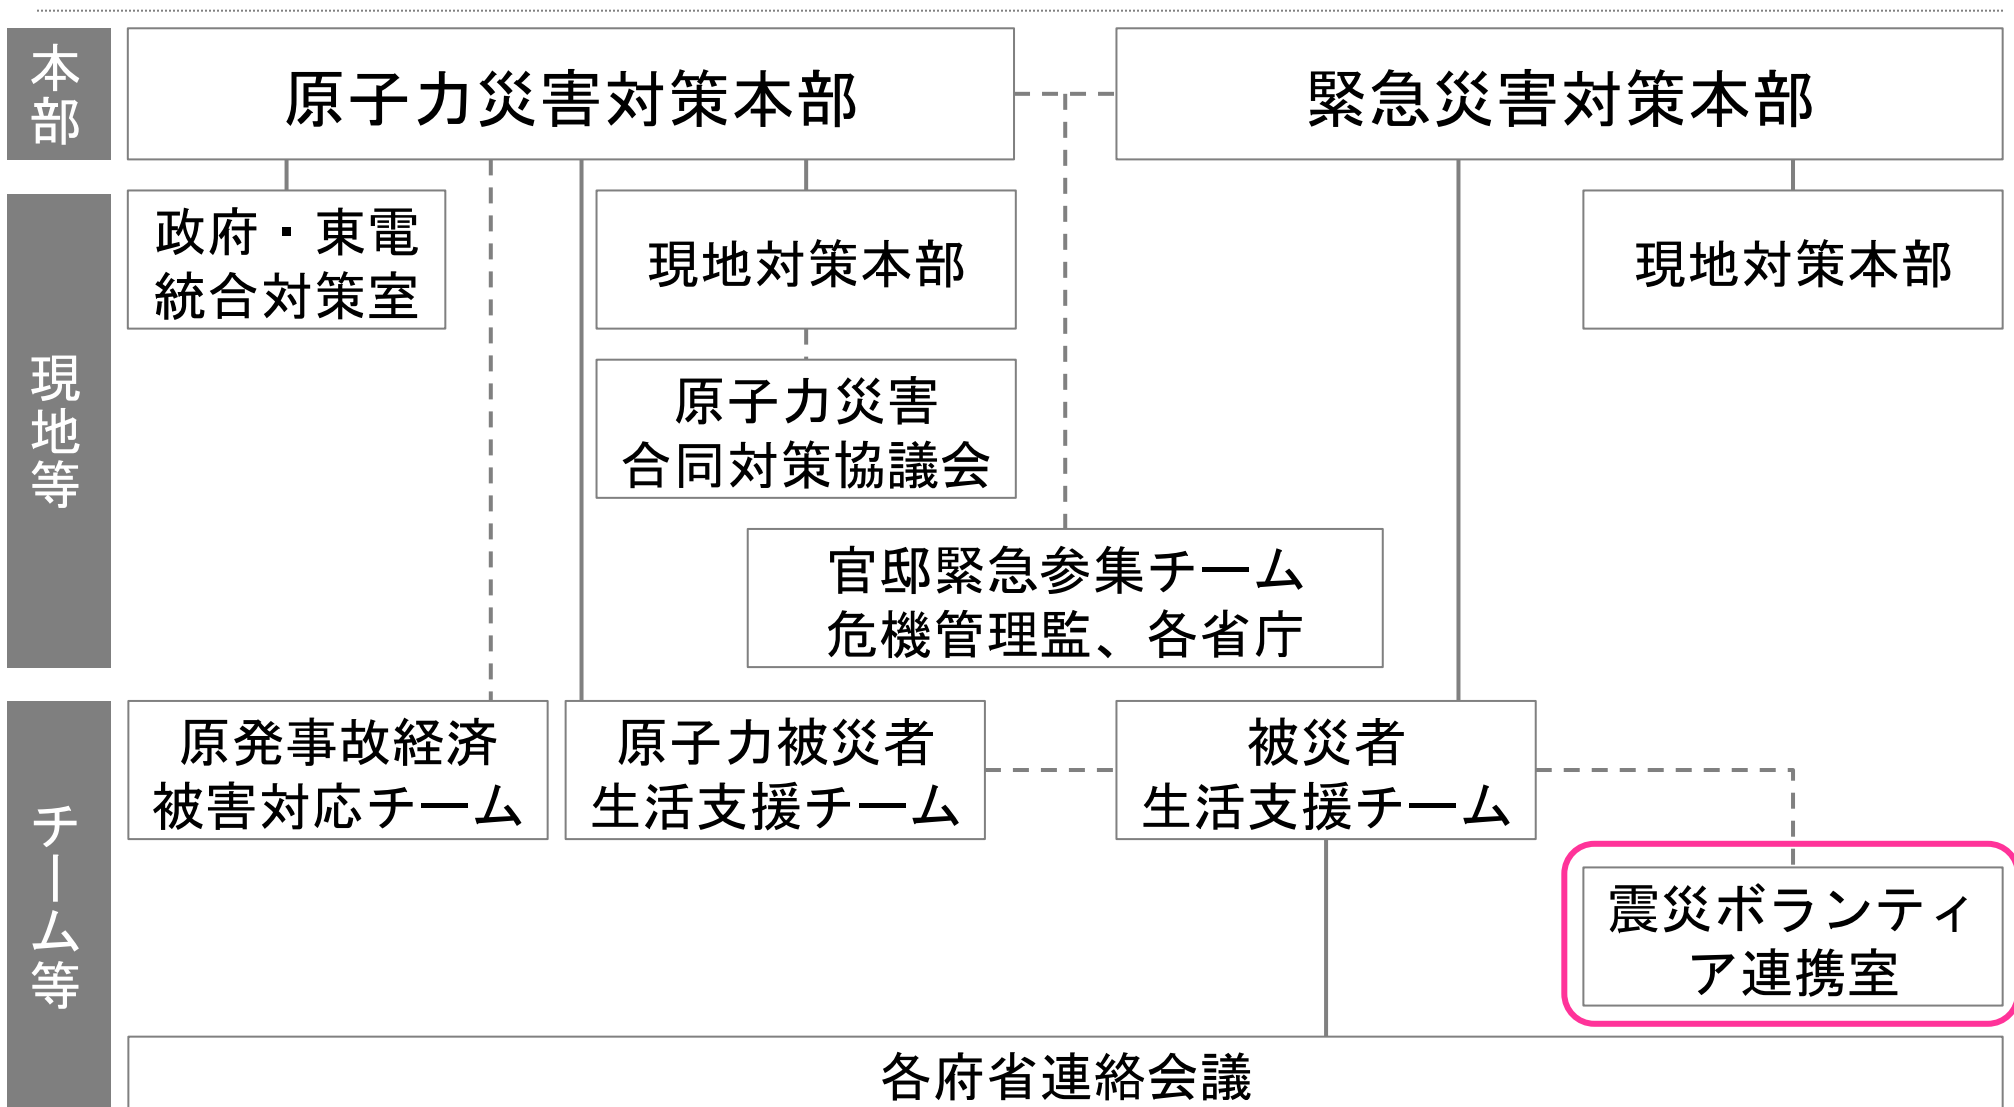 本部
原子力災害対策本部
緊急災害対策本部
現地等
政府・東電
統合対策室
現地対策本部
現地対策本部
原子力災害
合同対策協議会
官邸緊急参集チーム
危機管理監、各省庁
チーム等
原発事故経済
被害対応チーム
原子力被災者
生活支援チーム
被災者
生活支援チーム
震災ボランティ
ア連携室
各府省連絡会議